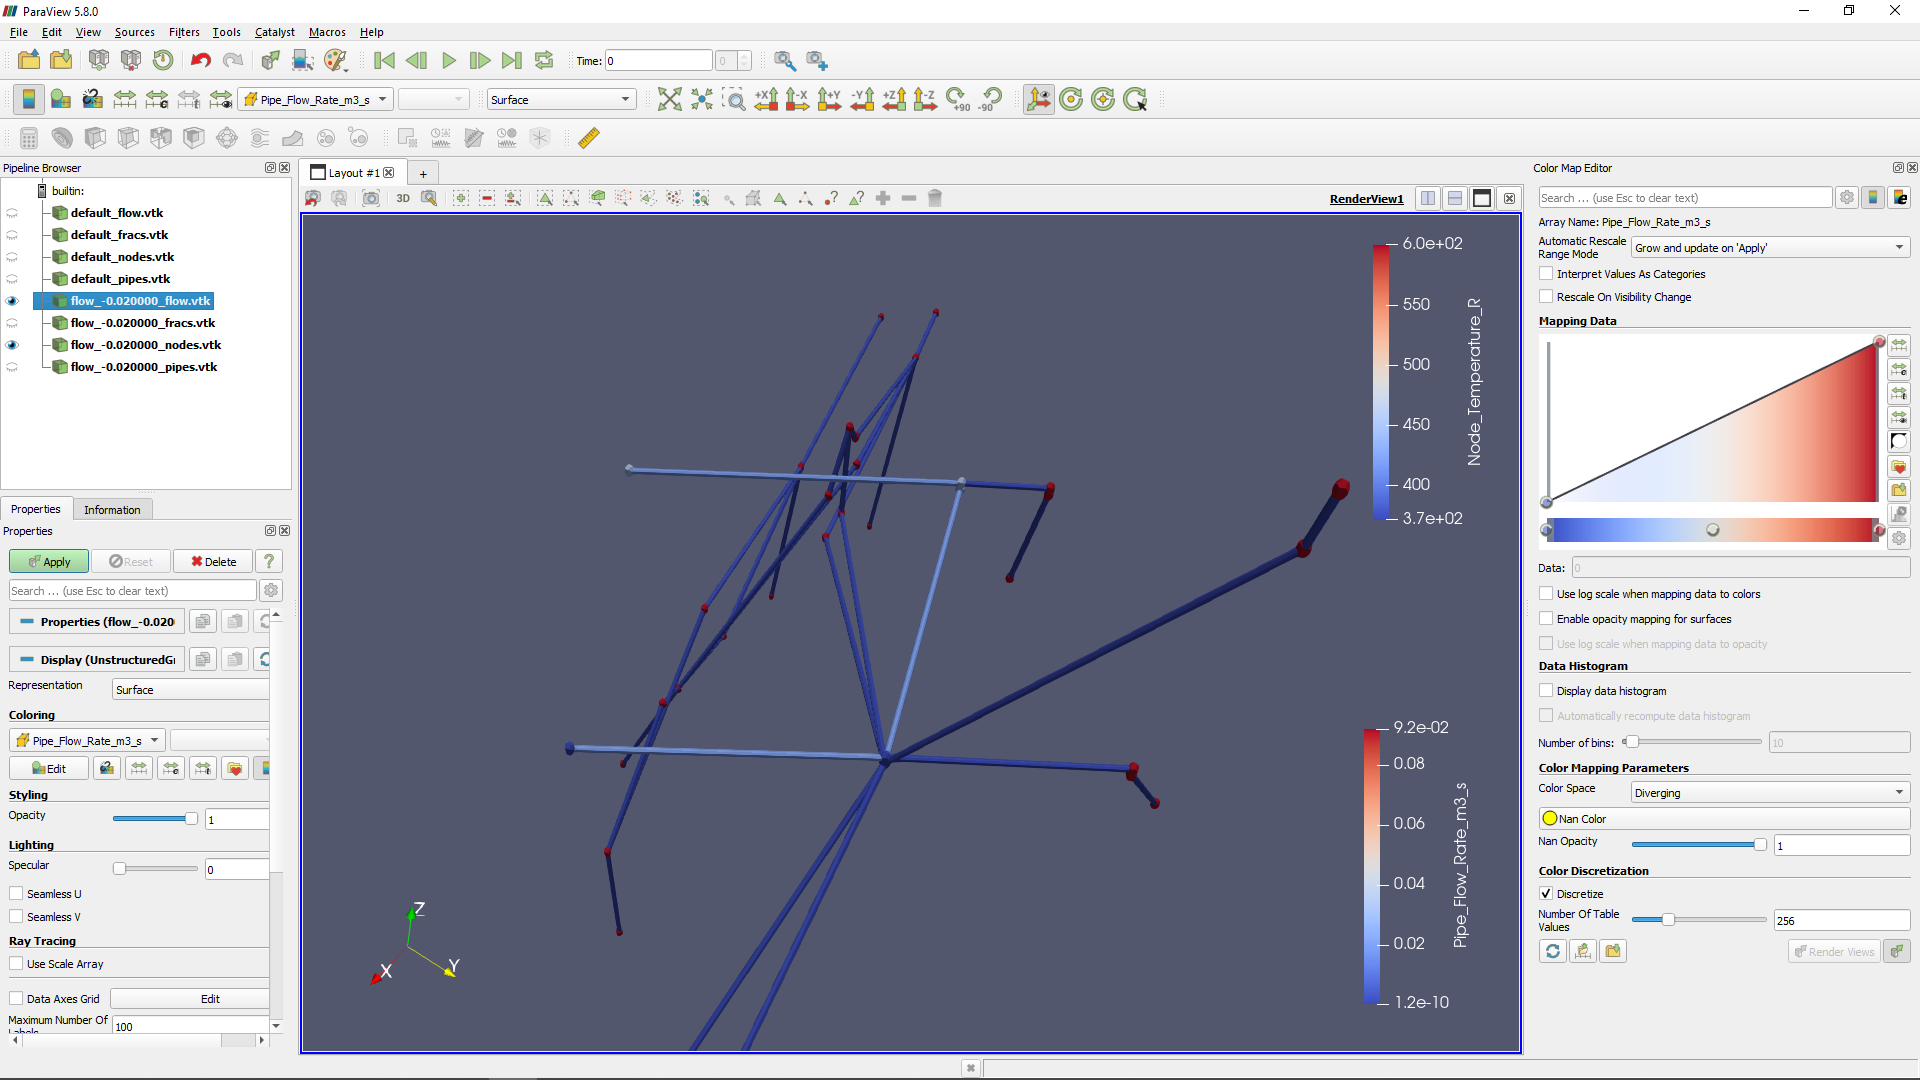 ParaView 5.8.0
File Edit View Sources Filters Tools Catalyst Macros Help
Time: 0 0
Pipe_Flow_Rate_m3_s Surface +X -X +Y -Y +Z -Z +90 -90
Pipeline Browser
builtin:
default_flow.vtk
default_fracs.vtk
default_nodes.vtk
default_pipes.vtk
flow_-0.020000_flow.vtk
flow_-0.020000_fracs.vtk
flow_-0.020000_nodes.vtk
flow_-0.020000_pipes.vtk
Properties Information
Properties
Apply Reset Delete ?
Search ... (use Esc to clear text)
Properties (flow_-0.020
Display (UnstructuredGr
Representation Surface
Coloring
Pipe_Flow_Rate_m3_s
Edit
Styling
Opacity 1
Lighting
Specular 0
Seamless U
Seamless V
Ray Tracing
Use Scale Array
Data Axes Grid Edit
Maximum Number Of
Labels 100
Layout #1 +
3D RenderView1
6.0e+02
550
500
450
400
3.7e+02
Node_Temperature_R
9.2e-02
0.08
0.06
0.04
0.02
1.2e-10
Pipe_Flow_Rate_m3_s
Z
X
Y
Color Map Editor
Search ... (use Esc to clear text)
Array Name: Pipe_Flow_Rate_m3_s
Automatic Rescale
Range Mode Grow and update on 'Apply'
Interpret Values As Categories
Rescale On Visibility Change
Mapping Data
Data: 0
Use log scale when mapping data to colors
Enable opacity mapping for surfaces
Use log scale when mapping data to opacity
Data Histogram
Display data histogram
Automatically recompute data histogram
Number of bins: 10
Color Mapping Parameters
Color Space Diverging
Nan Color
Nan Opacity 1
Color Discretization
Discretize
Number Of Table
Values 256
Render Views